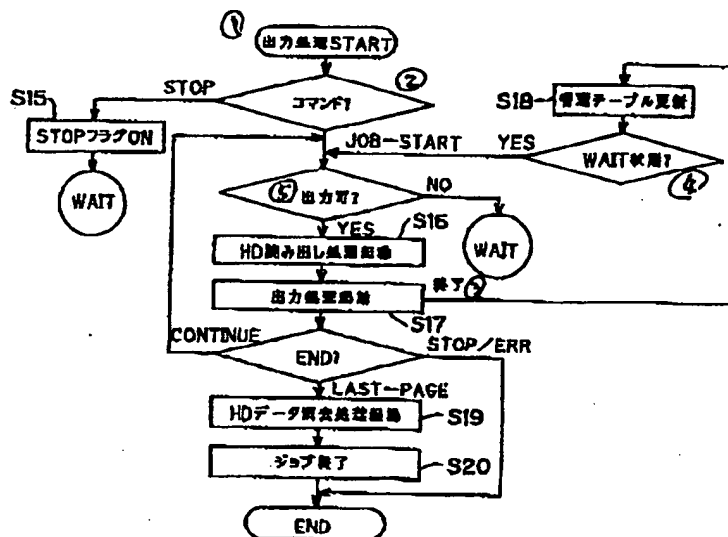 ①
出力処理START
②
コマンド?
STOP
S15
STOPフラグON
WAIT
S18
管理テーブル更新
JOB-START
YES
WAIT状態?
④
⑤出力可?
NO
WAIT
YES
S16
HD読み出し処理起動
出力処理起動
終了③
S17
CONTINUE
END?
STOP/ERR
LAST-PAGE
HDデータ消去処理起動
S19
ジョブ終了
S20
END